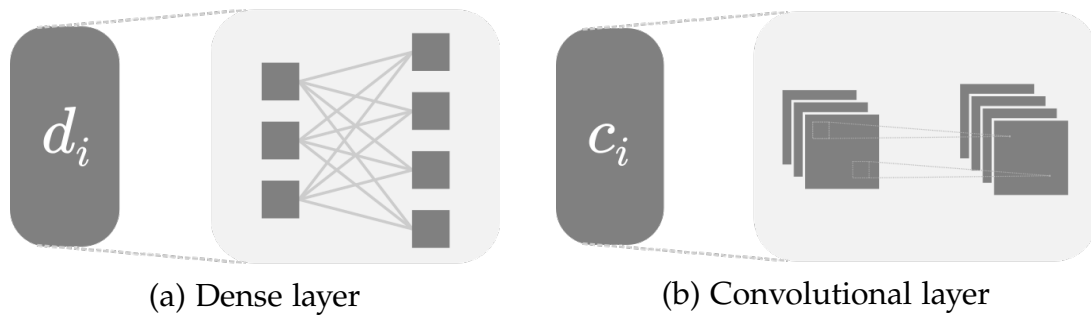 d_i
c_i
(a) Dense layer
(b) Convolutional layer